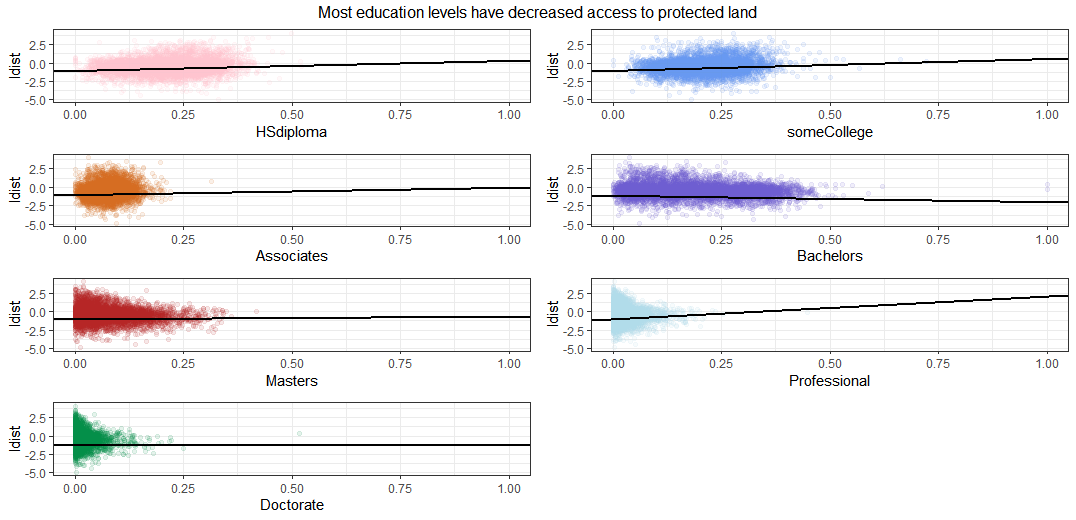 Most education levels have decreased access to protected land
ldist
2.5
0.0
-2.5
-5.0
0.00 0.25 0.50 0.75 1.00
HSdiploma
ldist
2.5
0.0
-2.5
-5.0
0.00 0.25 0.50 0.75 1.00
someCollege
ldist
2.5
0.0
-2.5
-5.0
0.00 0.25 0.50 0.75 1.00
Associates
ldist
2.5
0.0
-2.5
-5.0
0.00 0.25 0.50 0.75 1.00
Bachelors
ldist
2.5
0.0
-2.5
-5.0
0.00 0.25 0.50 0.75 1.00
Masters
ldist
2.5
0.0
-2.5
-5.0
0.00 0.25 0.50 0.75 1.00
Professional
ldist
2.5
0.0
-2.5
-5.0
0.00 0.25 0.50 0.75 1.00
Doctorate